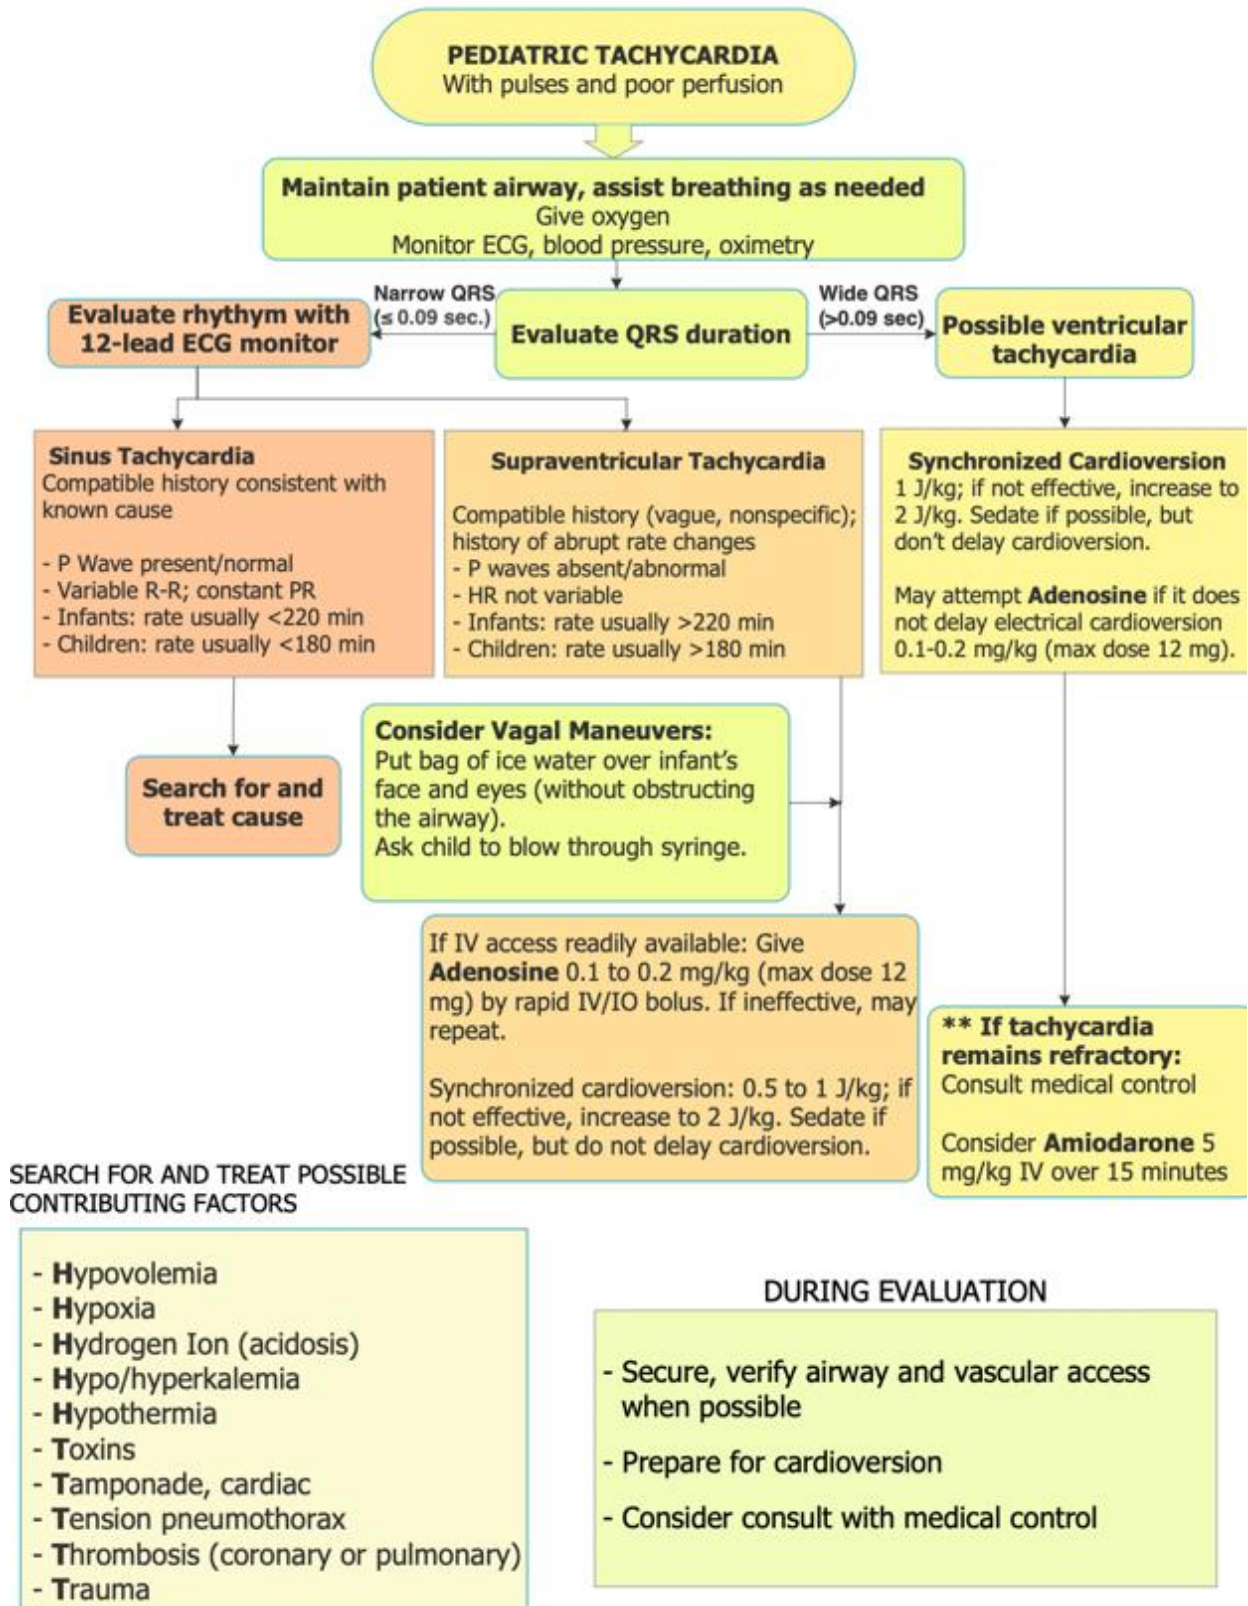 PEDIATRIC TACHYCARDIA
With pulses and poor perfusion
Maintain patient airway, assist breathing as needed
Give oxygen
Monitor ECG, blood pressure, oximetry
Narrow QRS
(≤ 0.09 sec.)
Wide QRS
(>0.09 sec)
Evaluate rhythym with
12-lead ECG monitor
Evaluate QRS duration
Possible ventricular
tachycardia
Sinus Tachycardia
Compatible history consistent with
known cause
- P Wave present/normal
- Variable R-R; constant PR
- Infants: rate usually <220 min
- Children: rate usually <180 min
Supraventricular Tachycardia
Compatible history (vague, nonspecific);
history of abrupt rate changes
- P waves absent/abnormal
- HR not variable
- Infants: rate usually >220 min
- Children: rate usually >180 min
Synchronized Cardioversion
1 J/kg; if not effective, increase to
2 J/kg. Sedate if possible, but
don't delay cardioversion.
May attempt Adenosine if it does
not delay electrical cardioversion
0.1-0.2 mg/kg (max dose 12 mg).
Search for and
treat cause
Consider Vagal Maneuvers:
Put bag of ice water over infant's
face and eyes (without obstructing
the airway).
Ask child to blow through syringe.
If IV access readily available: Give
Adenosine 0.1 to 0.2 mg/kg (max dose 12
mg) by rapid IV/IO bolus. If ineffective, may
repeat.
Synchronized cardioversion: 0.5 to 1 J/kg; if
not effective, increase to 2 J/kg. Sedate if
possible, but do not delay cardioversion.
** If tachycardia
remains refractory:
Consult medical control
Consider Amiodarone 5
mg/kg IV over 15 minutes
SEARCH FOR AND TREAT POSSIBLE
CONTRIBUTING FACTORS
- Hypovolemia
- Hypoxia
- Hydrogen Ion (acidosis)
- Hypo/hyperkalemia
- Hypothermia
- Toxins
- Tamponade, cardiac
- Tension pneumothorax
- Thrombosis (coronary or pulmonary)
- Trauma
DURING EVALUATION
- Secure, verify airway and vascular access
when possible
- Prepare for cardioversion
- Consider consult with medical control